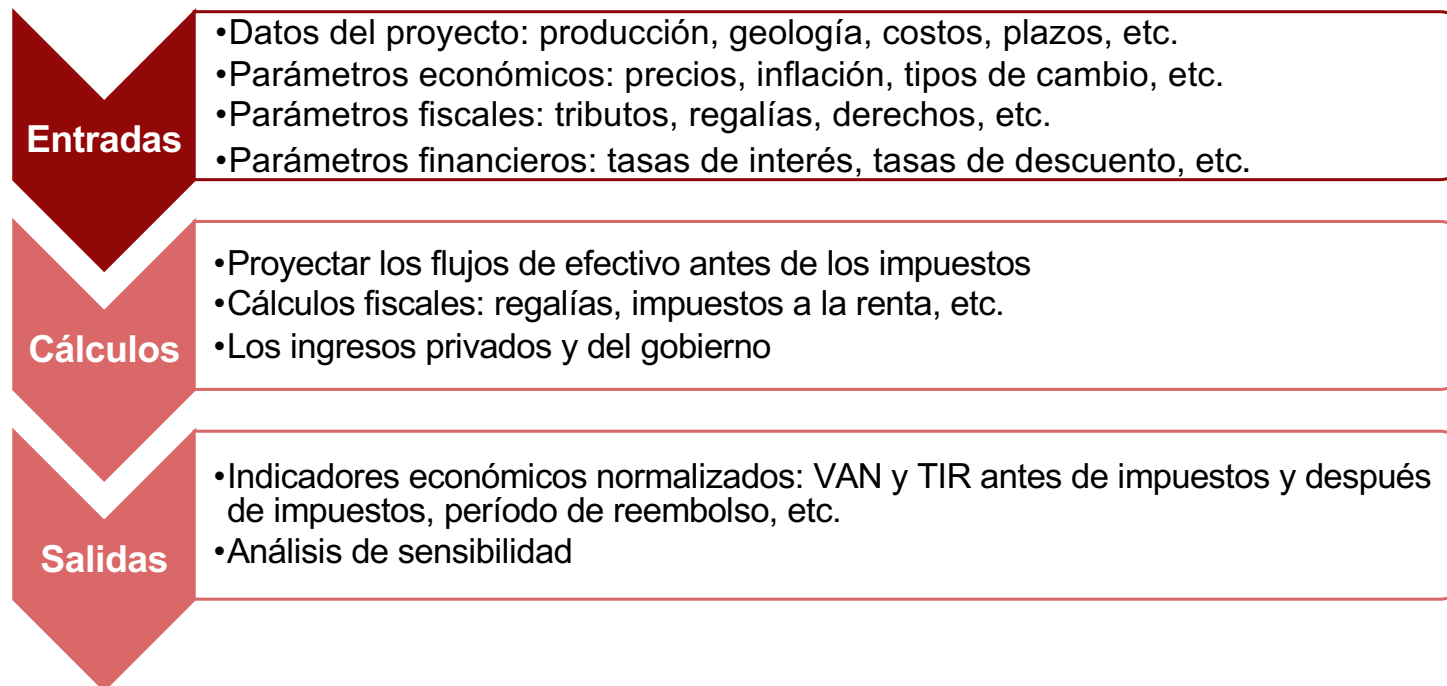 Entradas
•Datos del proyecto: producción, geología, costos, plazos, etc.
•Parámetros económicos: precios, inflación, tipos de cambio, etc.
•Parámetros fiscales: tributos, regalías, derechos, etc.
•Parámetros financieros: tasas de interés, tasas de descuento, etc.
Cálculos
•Proyectar los flujos de efectivo antes de los impuestos
•Cálculos fiscales: regalías, impuestos a la renta, etc.
•Los ingresos privados y del gobierno
Salidas
•Indicadores económicos normalizados: VAN y TIR antes de impuestos y después
de impuestos, período de reembolso, etc.
•Análisis de sensibilidad